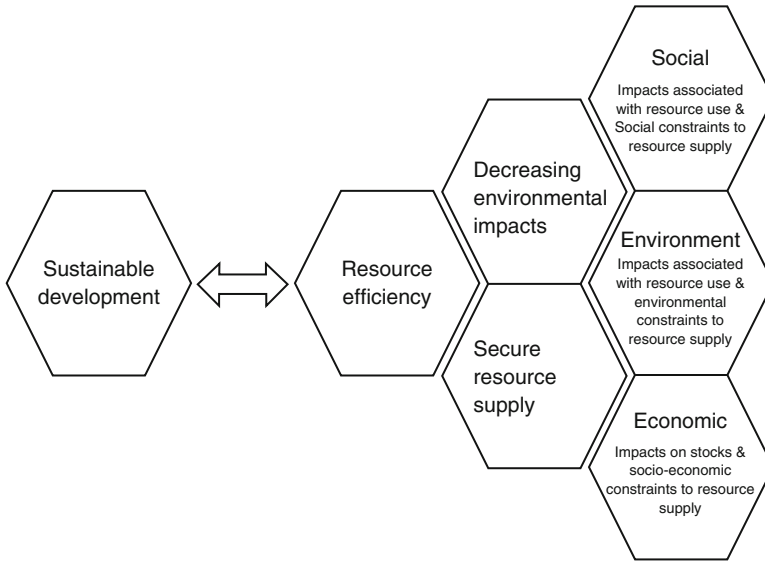 Sustainable
development
Resource
efficiency
Decreasing
environmental
impacts
Secure
resource
supply
Social
Impacts associated
with resource use &
Social constraints to
resource supply
Environment
Impacts associated
with resource use &
environmental
constraints to
resource supply
Economic
Impacts on stocks &
socio-economic
constraints to resource
supply